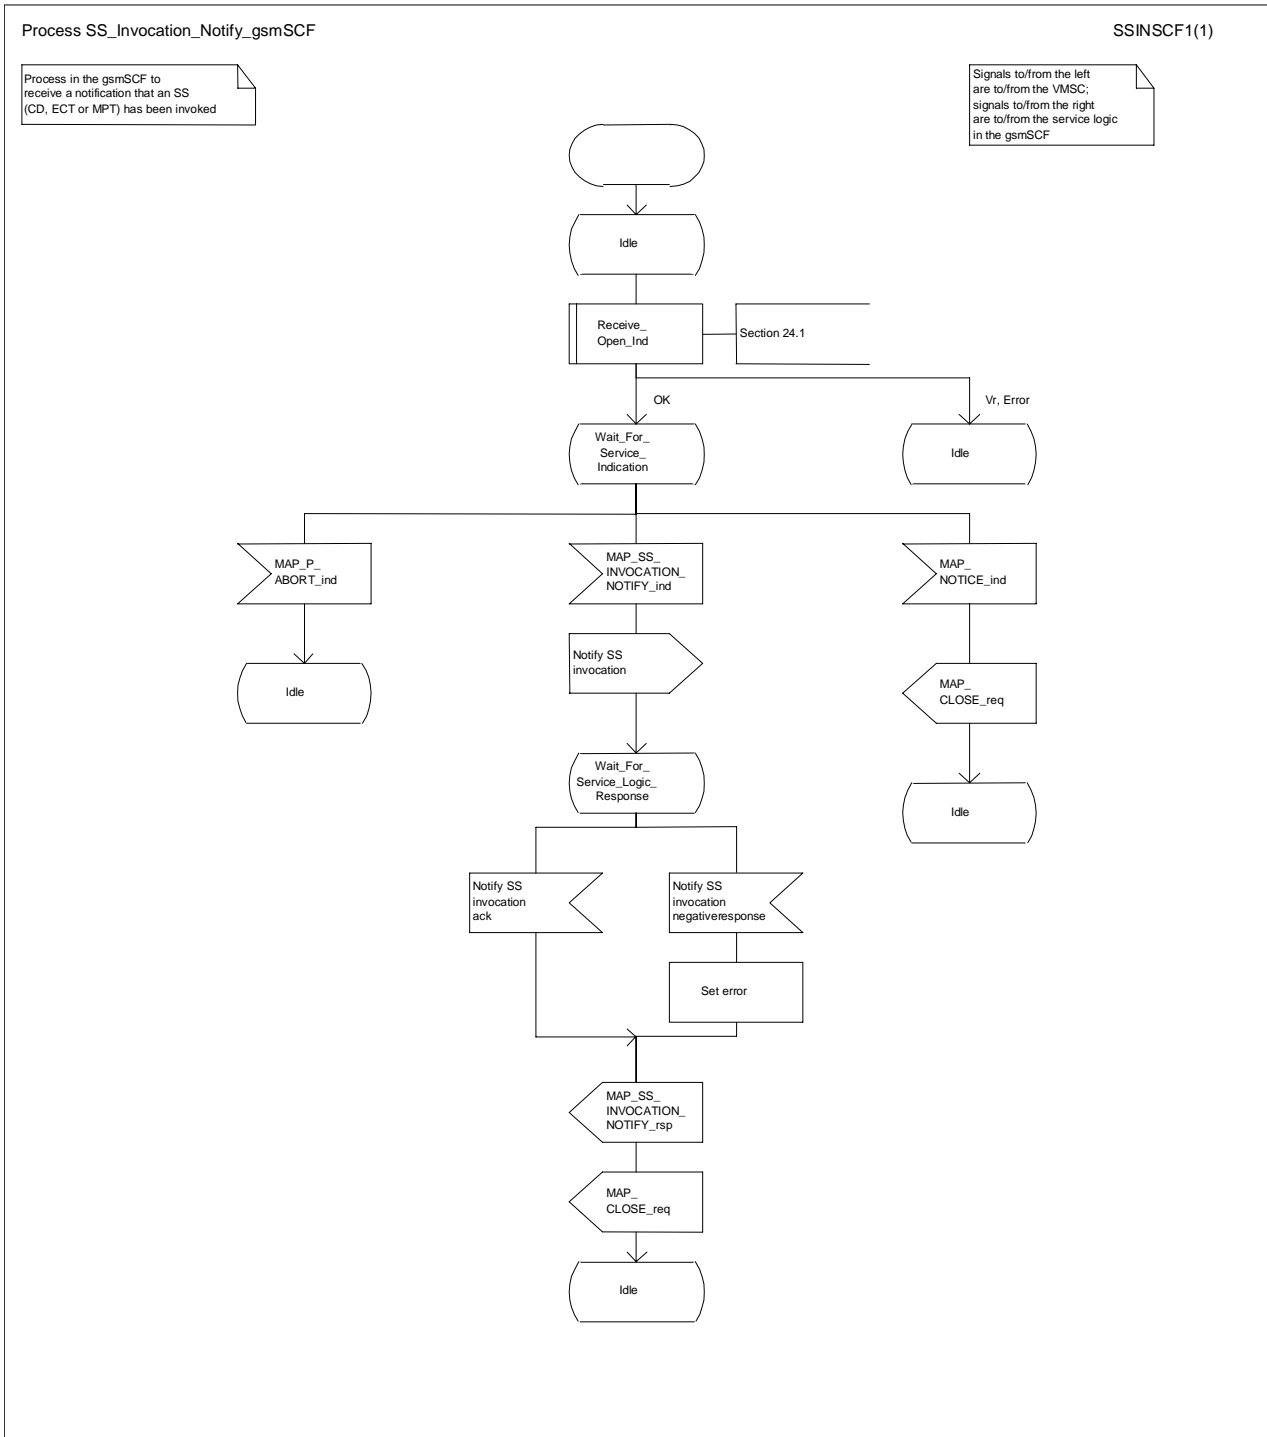 Process SS_Invocation_Notify_gsmSCF
SSINSCF1(1)
Process in the gsmSCF to
receive a notification that an SS
(CD, ECT or MPT) has been invoked
Signals to/from the left
are to/from the VMSC;
signals to/from the right
are to/from the service logic
in the gsmSCF
Idle
Receive_
Open_Ind
Section 24.1
OK
Vr, Error
Wait_For_
Service_
Indication
Idle
MAP_P_
ABORT_ind
MAP_SS_
INVOCATION_
NOTIFY_ind
MAP_
NOTICE_ind
Notify SS
invocation
Idle
MAP_
CLOSE_req
Wait_For_
Service_Logic_
Response
Idle
Notify SS
invocation
ack
Notify SS
invocation
negativeresponse
Set error
MAP_SS_
INVOCATION_
NOTIFY_rsp
MAP_
CLOSE_req
Idle